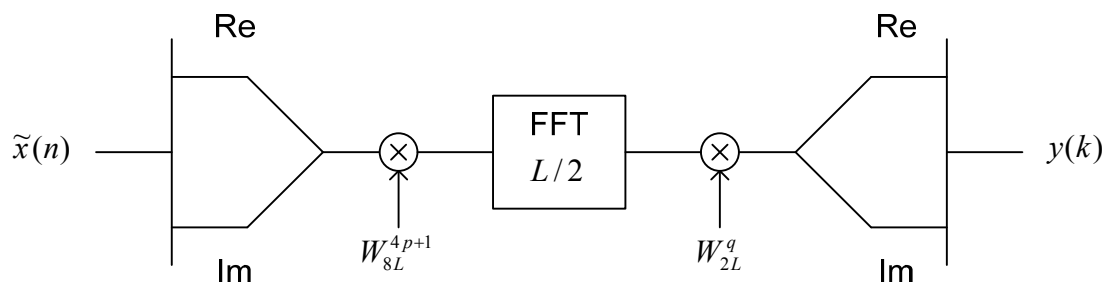 Re
Re
x̃(n)
FFT
L/2
y(k)
W_{8L}^{4p+1}
W_{2L}^{q}
Im
Im